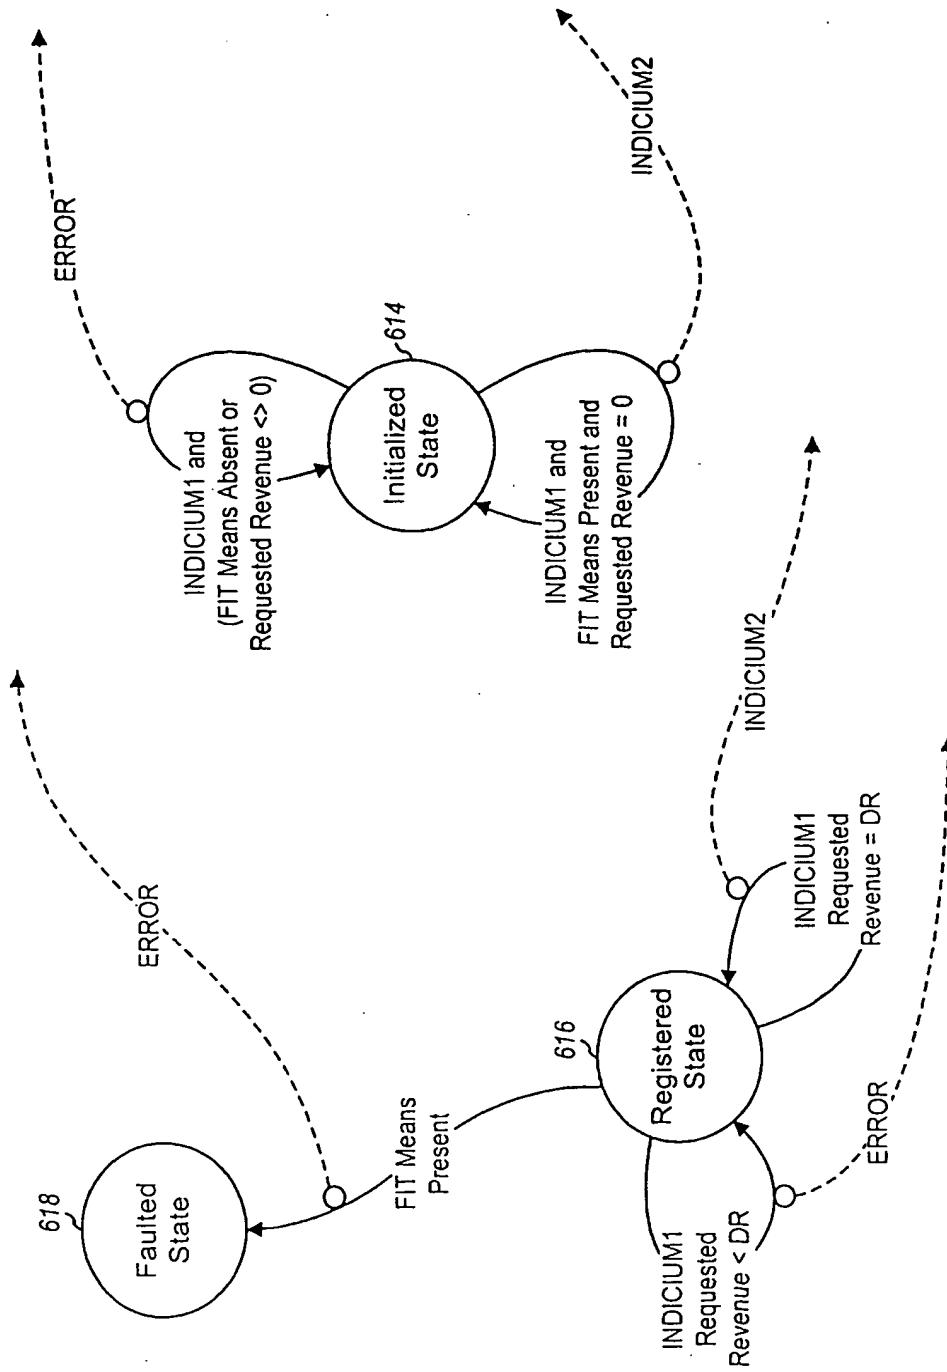 618
Faulted
State
ERROR
ERROR
FIT Means
Present
INDICIUM1 and
(FIT Means Absent or
Requested Revenue <> 0)
614
Initialized
State
INDICIUM1 and
FIT Means Present and
Requested Revenue = 0
INDICIUM2
616
Registered
State
INDICIUM1
Requested
Revenue < DR
INDICIUM2
INDICIUM1
Requested
Revenue = DR
ERROR